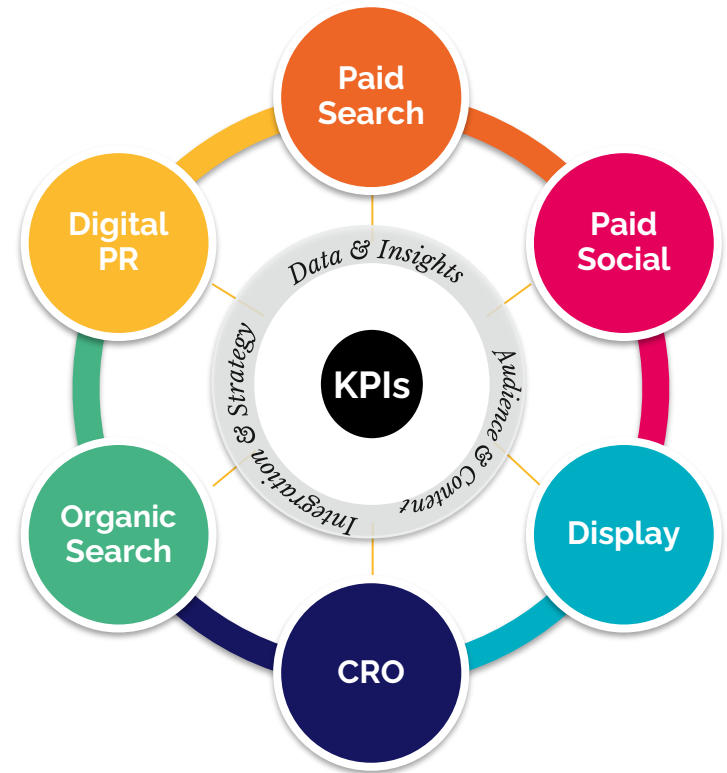 Paid
Search
Paid
Social
Display
CRO
Organic
Search
Digital
PR
Data & Insights
Audience & Content
Integration & Strategy
KPIs